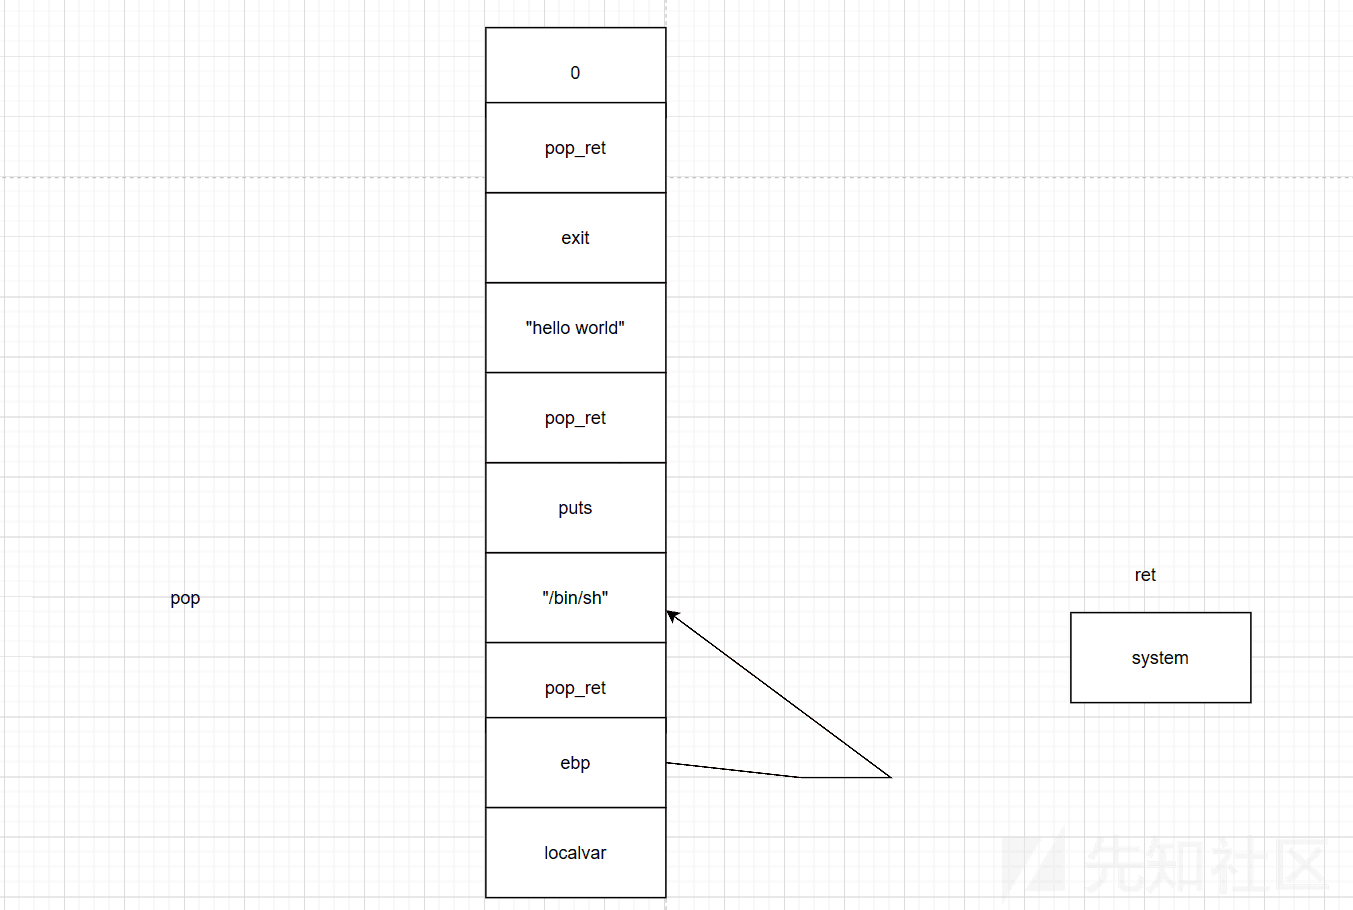 0
pop_ret
exit
"hello world"
pop_ret
puts
"/bin/sh"
pop_ret
ebp
localvar
pop
ret
system
先知社区